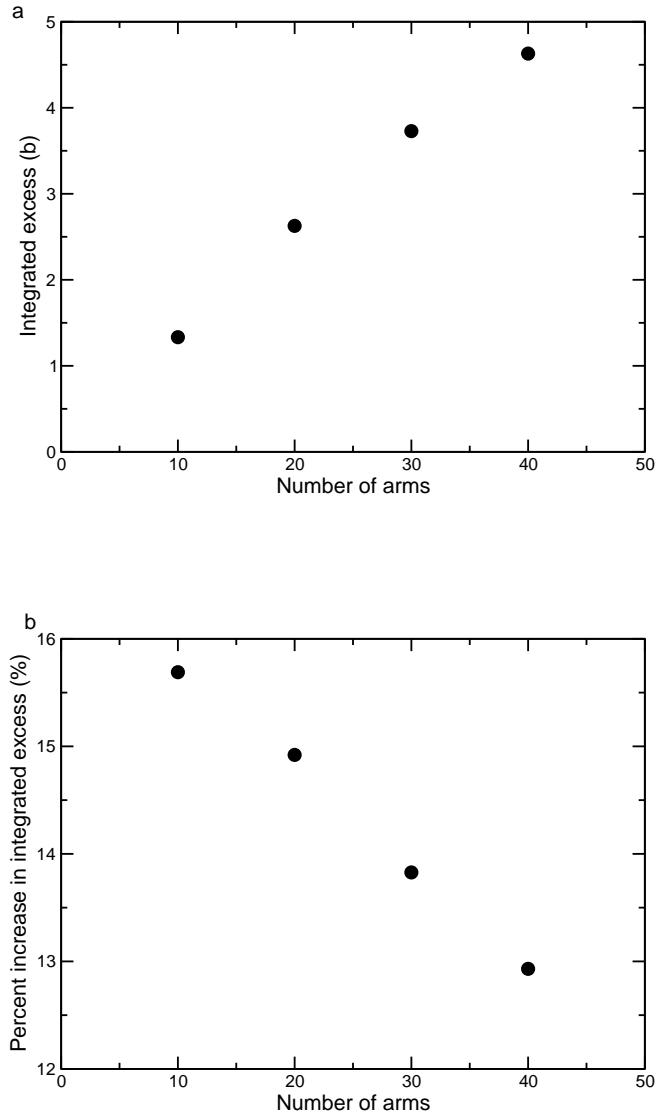 a
5
4
3
2
1
0
Integrated excess (b)
0 10 20 30 40 50
Number of arms
b
16
15
14
13
12
Percent increase in integrated excess (%)
0 10 20 30 40 50
Number of arms